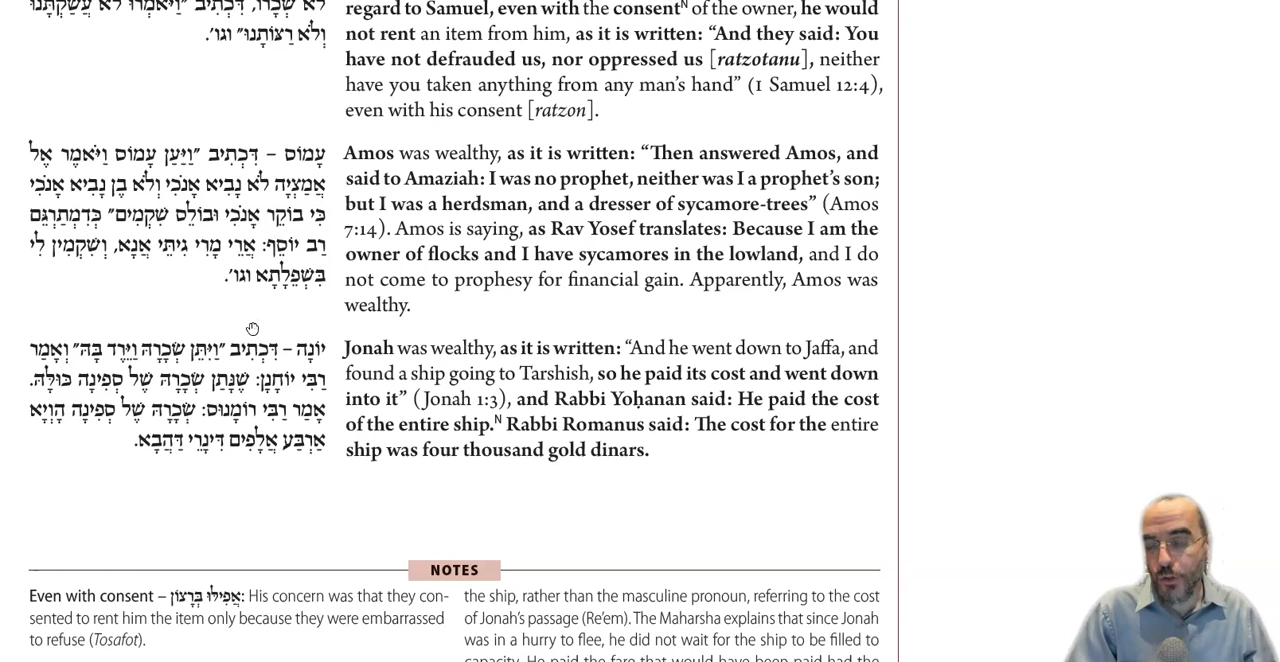 לֹא שְׂכָרוֹ, דִּכְתִיב ״וַיֹּאמְרוּ לֹא עֲשַׁקְתָּנוּ
וְלֹא רַצּוֹתָנוּ״ וגו׳.
עָמוֹס – דִּכְתִיב ״וַיַּעַן עָמוֹס וַיֹּאמֶר אֶל
אֲמַצְיָה לֹא נָבִיא אָנֹכִי וְלֹא בֶן נָבִיא אָנֹכִי
כִּי בוֹקֵר אָנֹכִי וּבוֹלֵס שִׁקְמִים״ כְּדִמְתַרְגֵּם
רַב יוֹסֵף: אֲרֵי מָרֵי גִיתֵּי אֲנָא, וְשִׁקְמִין לִי
בִּשְׁפֵלָתָא וגו׳.
יוֹנָה – דִּכְתִיב ״וַיִּתֵּן שְׂכָרָהּ וַיֵּרֶד בָּהּ״ וְאָמַר
רַבִּי יוֹחָנָן: שֶׁנָּתַן שְׂכָרָהּ שֶׁל סְפִינָה כּוּלָּהּ.
אָמַר רַבִּי רוֹמָנוּס: שְׂכָרָהּ שֶׁל סְפִינָה הָוְיָא
אַרְבַּע אֲלָפִים דִּינָרֵי דַּהֲבָא.
regard to Samuel, even with the consentᴺ of the owner, he would
not rent an item from him, as it is written: “And they said: You
have not defrauded us, nor oppressed us [ratzotanu], neither
have you taken anything from any man’s hand” (I Samuel 12:4),
even with his consent [ratzon].
Amos was wealthy, as it is written: “Then answered Amos, and
said to Amaziah: I was no prophet, neither was I a prophet’s son;
but I was a herdsman, and a dresser of sycamore-trees” (Amos
7:14). Amos is saying, as Rav Yosef translates: Because I am the
owner of flocks and I have sycamores in the lowland, and I do
not come to prophesy for financial gain. Apparently, Amos was
wealthy.
Jonah was wealthy, as it is written: “And he went down to Jaffa, and
found a ship going to Tarshish, so he paid its cost and went down
into it” (Jonah 1:3), and Rabbi Yoḥanan said: He paid the cost
of the entire ship.ᴺ Rabbi Romanus said: The cost for the entire
ship was four thousand gold dinars.
NOTES
Even with consent – אֲפִילּוּ בְּרָצוֹן: His concern was that they con-
sented to rent him the item only because they were embarrassed
to refuse (Tosafot).
the ship, rather than the masculine pronoun, referring to the cost
of Jonah’s passage (Re’em). The Maharsha explains that since Jonah
was in a hurry to flee, he did not wait for the ship to be filled to
capacity. He paid the fare that would have been paid had the